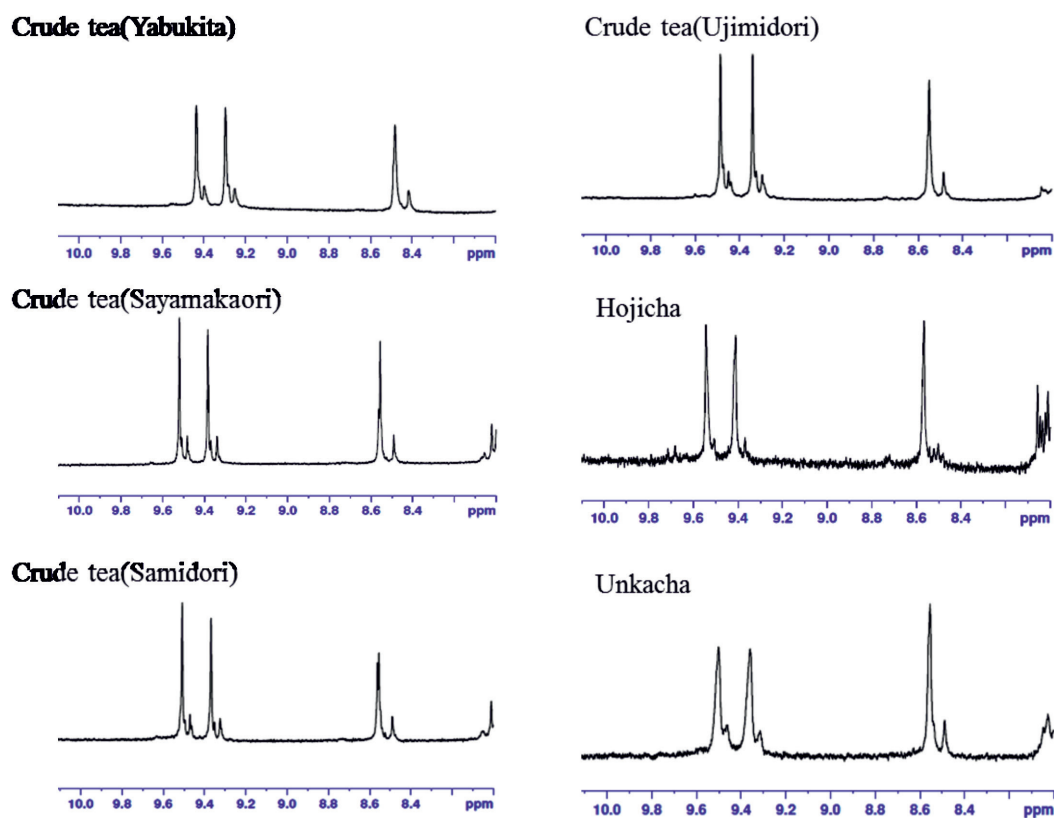 Crude tea(Yabukita)
10.0 9.8 9.6 9.4 9.2 9.0 8.8 8.6 8.4 ppm
Crude tea(Ujimidori)
10.0 9.8 9.6 9.4 9.2 9.0 8.8 8.6 8.4 ppm
Crude tea(Sayamakaori)
10.0 9.8 9.6 9.4 9.2 9.0 8.8 8.6 8.4 ppm
Hojicha
10.0 9.8 9.6 9.4 9.2 9.0 8.8 8.6 8.4 ppm
Crude tea(Samidori)
10.0 9.8 9.6 9.4 9.2 9.0 8.8 8.6 8.4 ppm
Unkacha
10.0 9.8 9.6 9.4 9.2 9.0 8.8 8.6 8.4 ppm